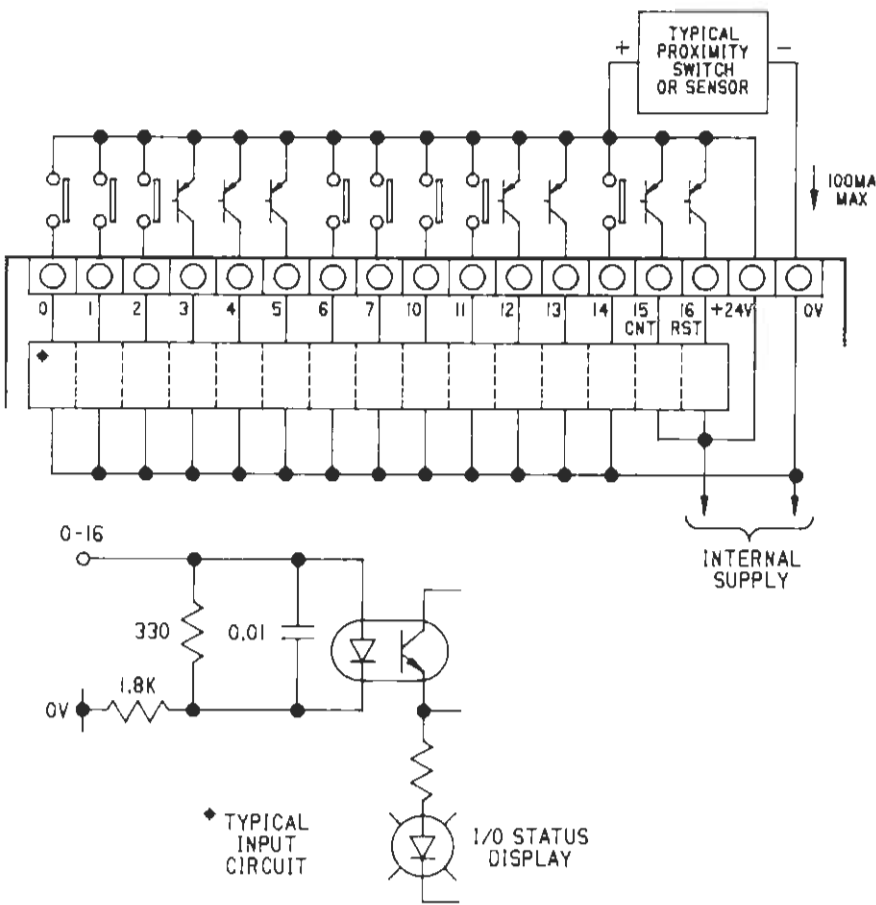 TYPICAL
PROXIMITY
SWITCH
OR SENSOR
+
-
100MA
MAX
0 1 2 3 4 5 6 7 10 11 12 13 14 15 16 +24V 0V
CNT RST
◆
INTERNAL
SUPPLY
0-16
330
0.01
1.8K
0V
◆ TYPICAL
INPUT
CIRCUIT
I/O STATUS
DISPLAY